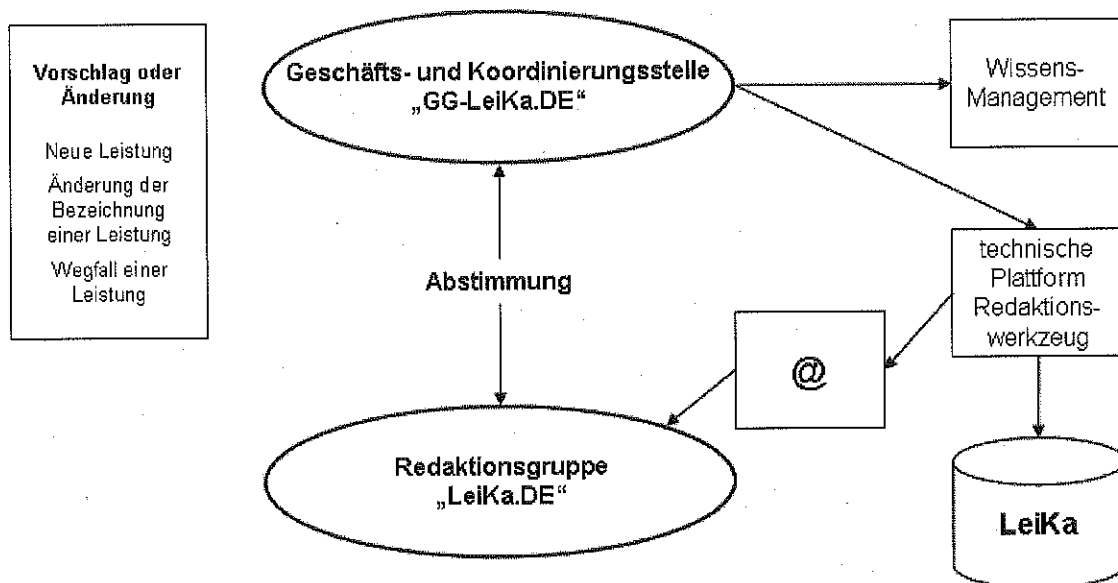 Vorschlag oder
Änderung
Neue Leistung
Änderung der
Bezeichnung
einer Leistung
Wegfall einer
Leistung
Geschäfts- und Koordinierungsstelle
„GG-LeiKa.DE“
Wissens-
Management
Abstimmung
technische
Plattform
Redaktions-
werkzeug
@
Redaktionsgruppe
„LeiKa.DE“
LeiKa